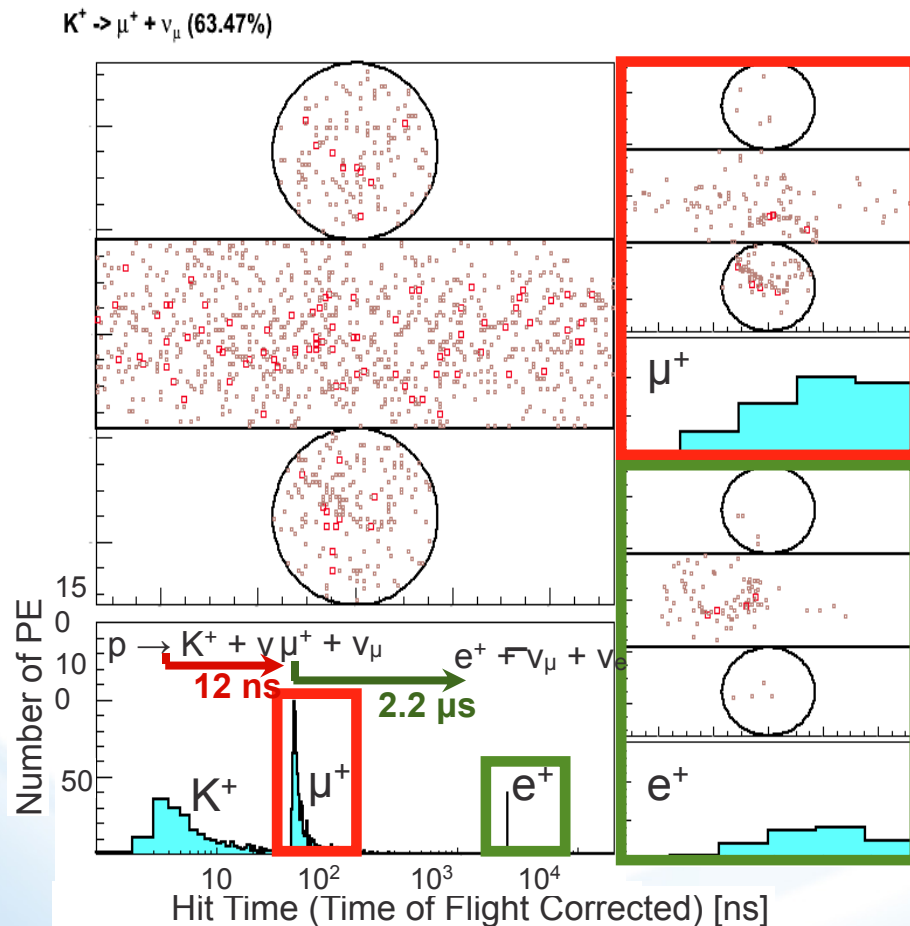 K⁺ -> μ⁺ + ν_μ (63.47%)
μ⁺
e⁺
Number of PE
15
0
10
0
50
p → K⁺ + ν μ⁺ + ν_μ
e⁺ + ν̅_μ + ν_e
12 ns
2.2 μs
K⁺
μ⁺
e⁺
10 10² 10³ 10⁴
Hit Time (Time of Flight Corrected) [ns]